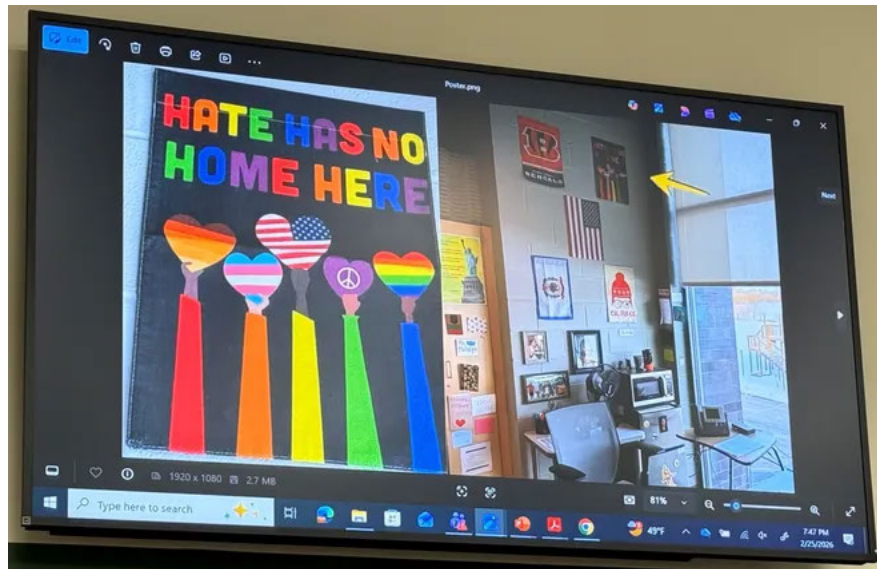 Edit
Poster.png
HATE HAS NO
HOME HERE
B
BENGALS
Next
1920 x 1080
2.7 MB
81%
Type here to search
49°F
7:47 PM
2/25/2026